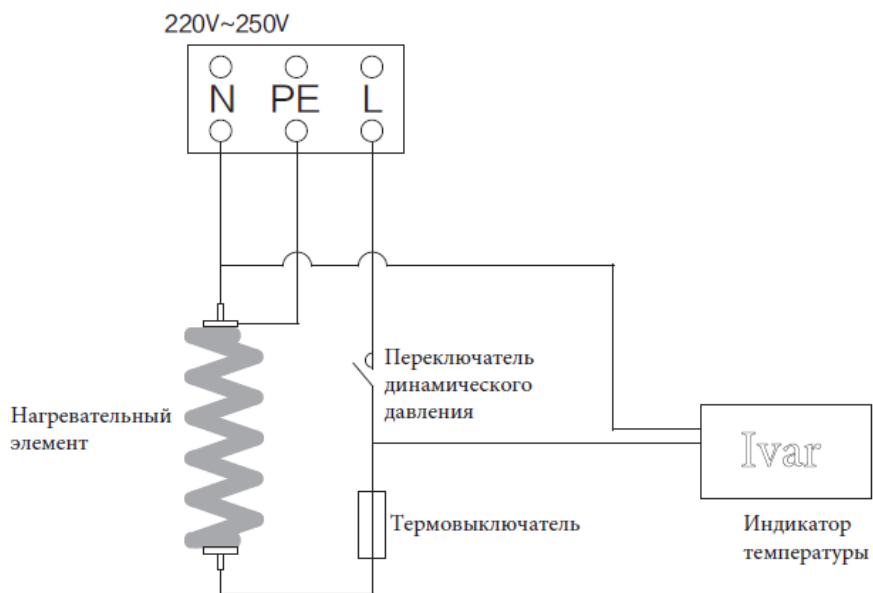 220V~250V
N PE L
Переключатель
динамического
давления
Нагревательный
элемент
Ivar
Термовыключатель
Индикатор
температуры